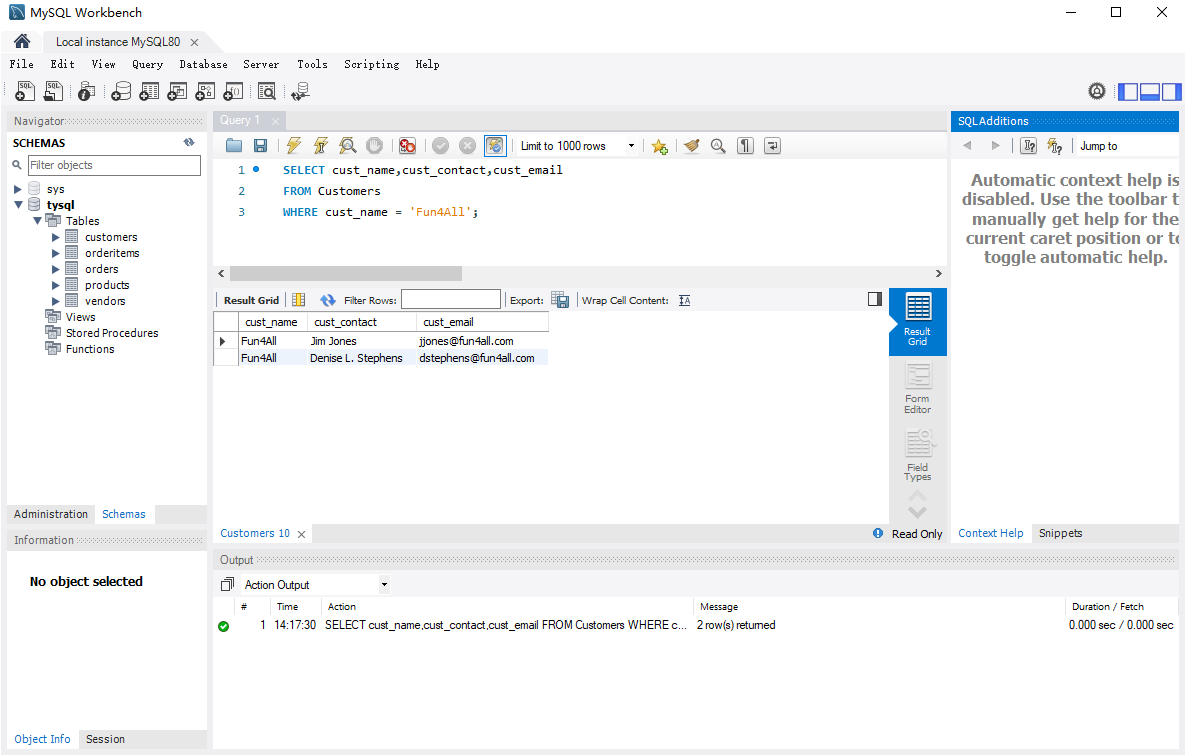 MySQL Workbench
Local instance MySQL80
File Edit View Query Database Server Tools Scripting Help
Navigator
SCHEMAS
Filter objects
sys
tysql
Tables
customers
orderitems
orders
products
vendors
Views
Stored Procedures
Functions
Administration Schemas
Information
No object selected
Object Info Session
Query 1
Limit to 1000 rows
1 SELECT cust_name,cust_contact,cust_email
2 FROM Customers
3 WHERE cust_name = 'Fun4All';
Result Grid Filter Rows: Export: Wrap Cell Content:
cust_name cust_contact cust_email
Fun4All Jim Jones jjones@fun4all.com
Fun4All Denise L. Stephens dstephens@fun4all.com
Result
Grid
Form
Editor
Field
Types
Customers 10 Read Only
SQLAdditions
Jump to
Automatic context help is
disabled. Use the toolbar t
manually get help for the
current caret position or to
toggle automatic help.
Context Help Snippets
Output
Action Output
# Time Action Message Duration / Fetch
1 14:17:30 SELECT cust_name,cust_contact,cust_email FROM Customers WHERE c... 2 row(s) returned 0.000 sec / 0.000 sec